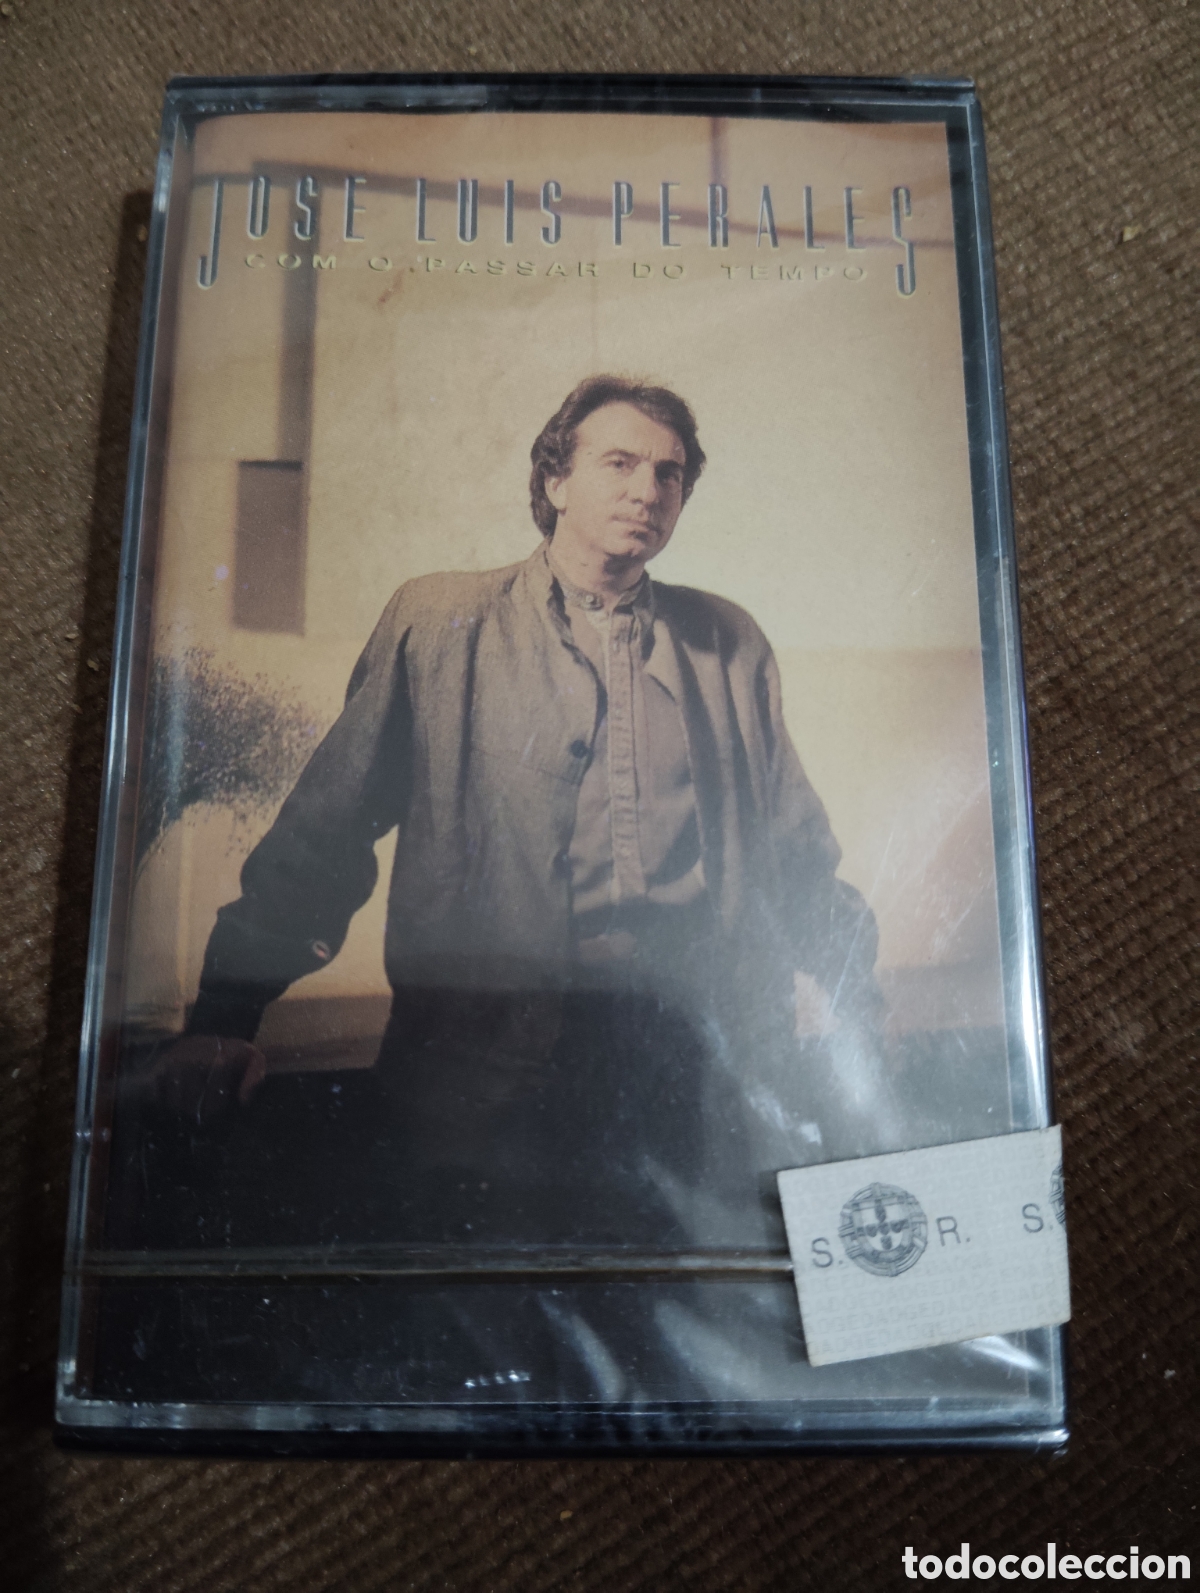 JOSE LUIS PERALES
COM O PASSAR DO TEMPO
S. R. S.
todocoleccion